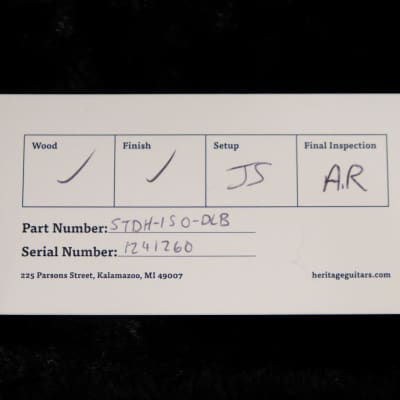 Wood Finish Setup Final Inspection
✓ ✓ JS A.R
Part Number: STDH-150-DLB
Serial Number: 1241260
225 Parsons Street, Kalamazoo, MI 49007 heritageguitars.com